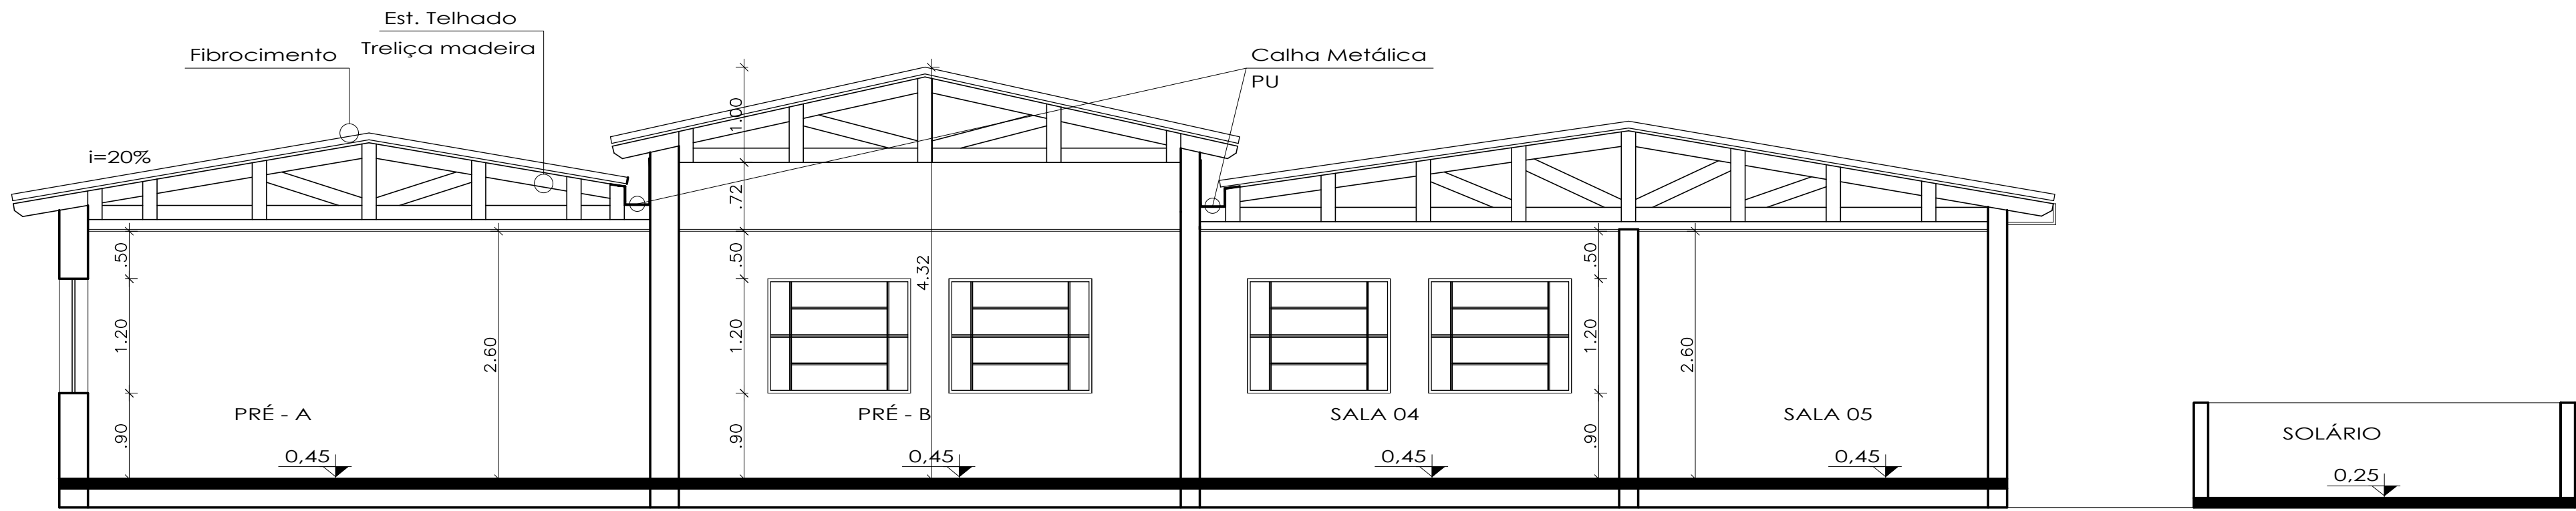 Est. Telhado
Treliça madeira
Fibrocimento
Calha Metálica
PU
i=20%
1.00
.72
.50
1.20
.90
2.60
.50
1.20
.90
4.32
.50
1.20
.90
2.60
PRÉ - A
0,45
PRÉ - B
0,45
SALA 04
0,45
SALA 05
0,45
SOLÁRIO
0,25